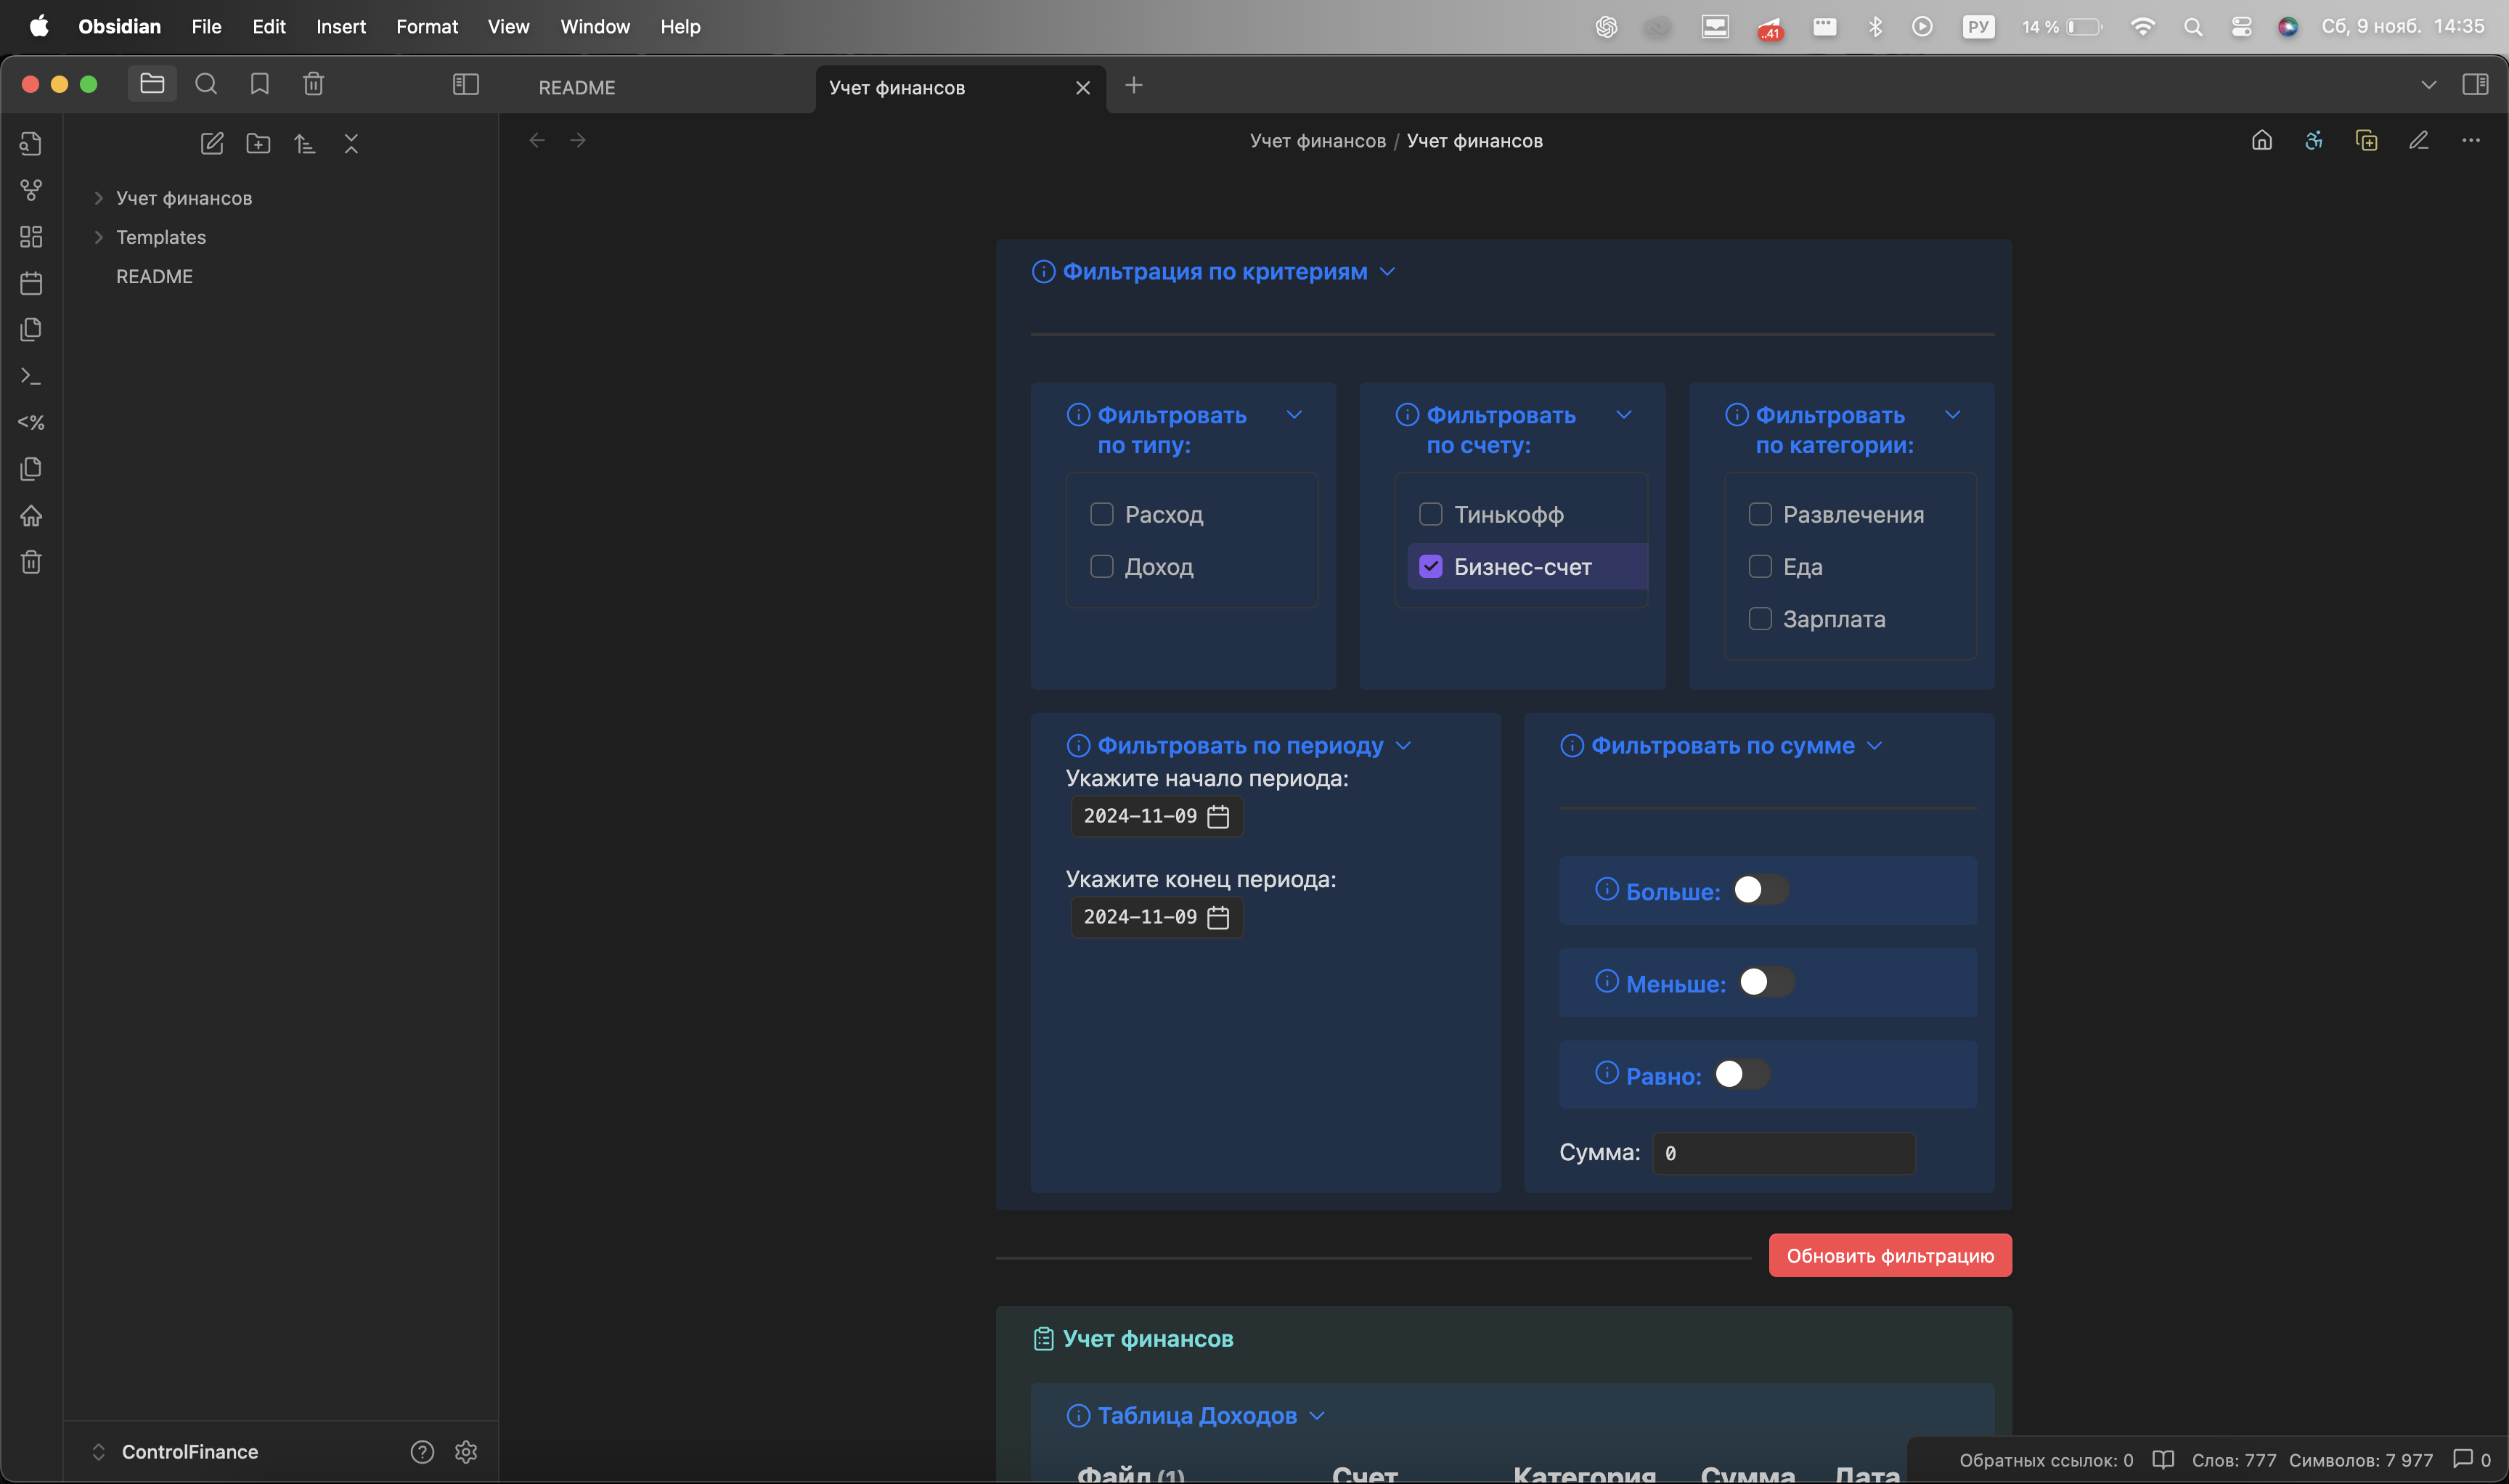 Obsidian File Edit Insert Format View Window Help
..41 РУ 14 % Сб, 9 нояб. 14:35
README Учет финансов
Учет финансов / Учет финансов
Учет финансов
Templates
README
Фильтрация по критериям
Фильтровать
по типу:
Расход
Доход
Фильтровать
по счету:
Тинькофф
Бизнес-счет
Фильтровать
по категории:
Развлечения
Еда
Зарплата
Фильтровать по периоду
Укажите начало периода:
2024-11-09
Укажите конец периода:
2024-11-09
Фильтровать по сумме
Больше:
Меньше:
Равно:
Сумма: 0
Обновить фильтрацию
Учет финансов
Таблица Доходов
Файл (1) Счет Категория Сумма Дата
ControlFinance
Обратных ссылок: 0 Слов: 777 Символов: 7 977 0